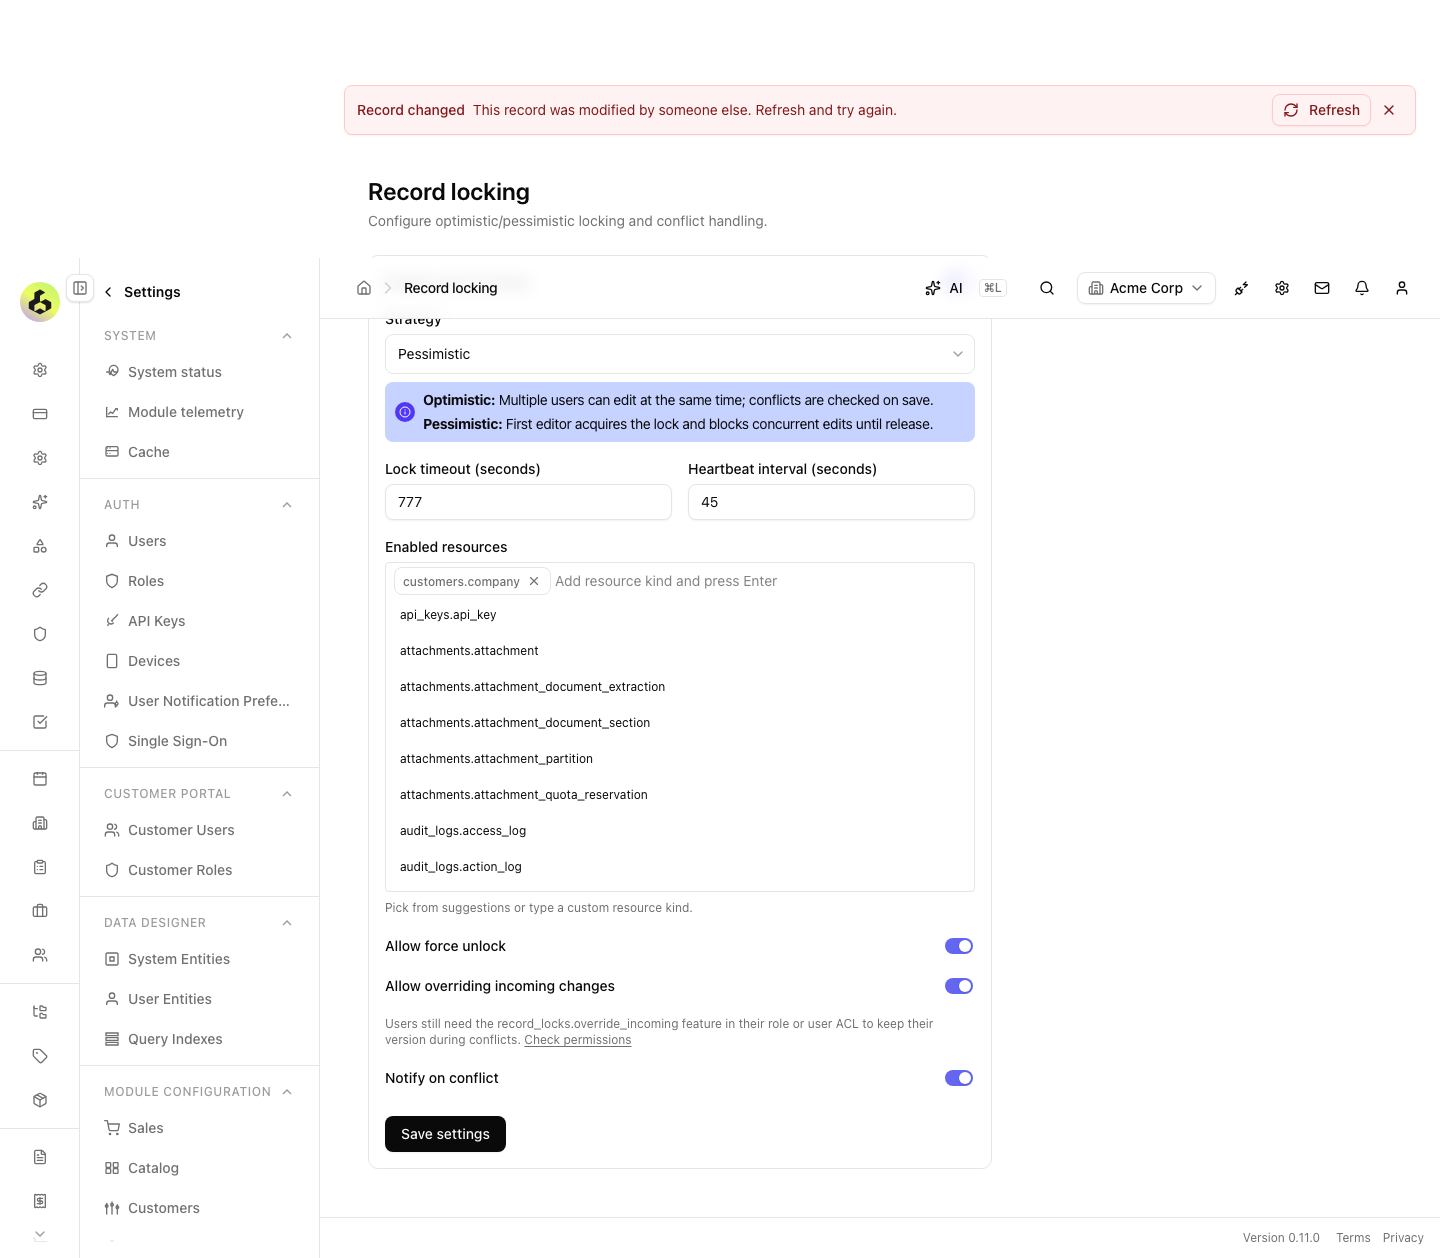 Record changed This record was modified by someone else. Refresh and try again.
Refresh
Record locking
Configure optimistic/pessimistic locking and conflict handling.
Settings
Record locking
AI
⌘L
Acme Corp
SYSTEM
System status
Module telemetry
Cache
AUTH
Users
Roles
API Keys
Devices
User Notification Prefe...
Single Sign-On
CUSTOMER PORTAL
Customer Users
Customer Roles
DATA DESIGNER
System Entities
User Entities
Query Indexes
MODULE CONFIGURATION
Sales
Catalog
Customers
Strategy
Pessimistic
Optimistic: Multiple users can edit at the same time; conflicts are checked on save.
Pessimistic: First editor acquires the lock and blocks concurrent edits until release.
Lock timeout (seconds)
Heartbeat interval (seconds)
777
45
Enabled resources
customers.company
Add resource kind and press Enter
api_keys.api_key
attachments.attachment
attachments.attachment_document_extraction
attachments.attachment_document_section
attachments.attachment_partition
attachments.attachment_quota_reservation
audit_logs.access_log
audit_logs.action_log
Pick from suggestions or type a custom resource kind.
Allow force unlock
Allow overriding incoming changes
Users still need the record_locks.override_incoming feature in their role or user ACL to keep their
version during conflicts. Check permissions
Notify on conflict
Save settings
Version 0.11.0
Terms
Privacy